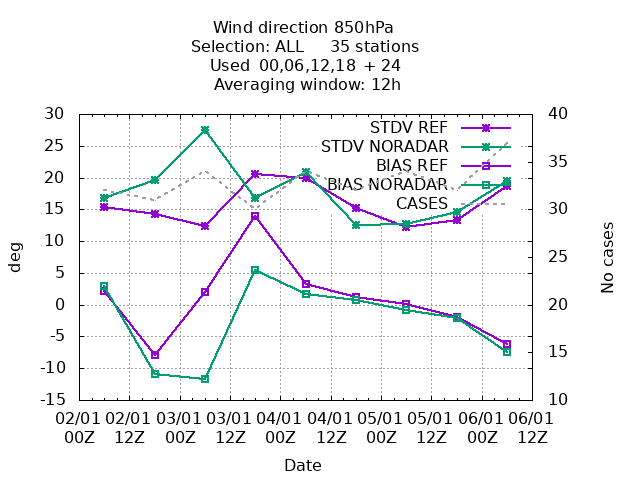 Wind direction 850hPa
Selection: ALL 35 stations
Used 00,06,12,18 + 24
Averaging window: 12h
30 40
STDV REF
25
STDV NORADAR
35
BIAS REF
20
BIAS NORADAR
15 30
CASES
10
25
5
0 20
-5
15
-10
-15 10
deg
No cases
02/01 02/01 03/01 03/01 04/01 04/01 05/01 05/01 06/01 06/01
00Z 12Z 00Z 12Z 00Z 12Z 00Z 12Z 00Z 12Z
Date